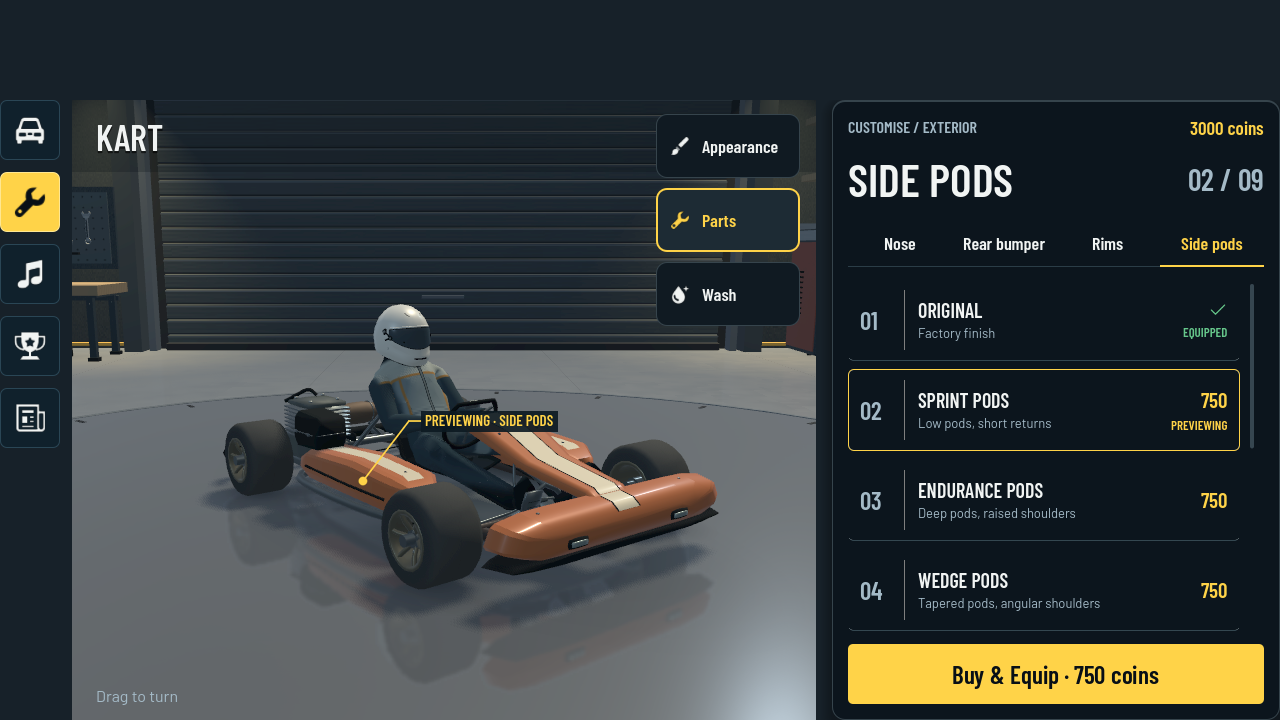 KART
Appearance
Parts
Wash
PREVIEWING · SIDE PODS
Drag to turn
CUSTOMISE / EXTERIOR
3000 coins
SIDE PODS
02 / 09
Nose
Rear bumper
Rims
Side pods
01
ORIGINAL
Factory finish
EQUIPPED
02
SPRINT PODS
Low pods, short returns
750
PREVIEWING
03
ENDURANCE PODS
Deep pods, raised shoulders
750
04
WEDGE PODS
Tapered pods, angular shoulders
750
Buy & Equip · 750 coins